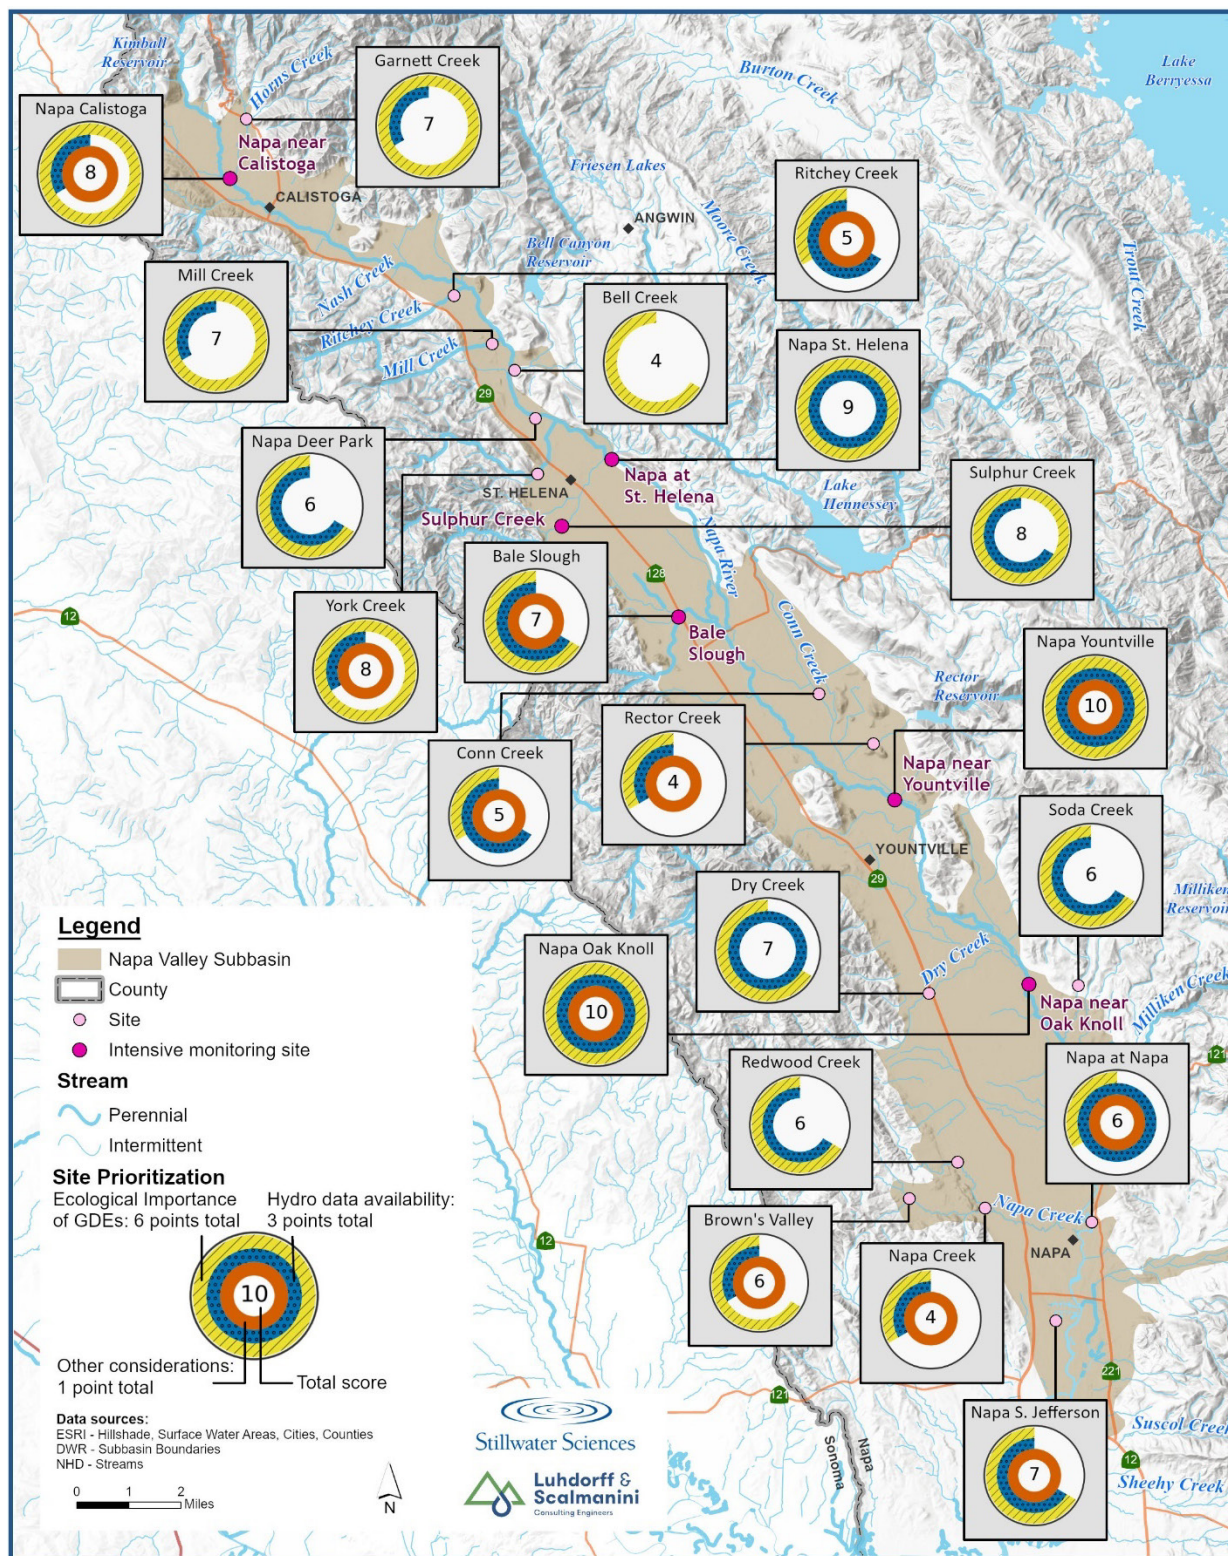 Kimball
Reservoir
Horns Creek
Garnett Creek
7
Burton Creek
Lake
Berryessa
Napa Calistoga
8
Napa near
Calistoga
CALISTOGA
Friesen Lakes
ANGWIN
Moore Creek
Ritchey Creek
5
Trout Creek
Bell Canyon
Reservoir
Mill Creek
7
Nash Creek
Ritchey Creek
Mill Creek
Bell Creek
4
Napa St. Helena
9
29
Napa Deer Park
6
ST. HELENA
Napa at
St. Helena
Lake
Hennessey
Sulphur Creek
8
Sulphur Creek
Napa River
Bale Slough
7
128
12
York Creek
8
Bale
Slough
Conn Creek
Napa Yountville
10
Rector
Reservoir
Rector Creek
4
Conn Creek
5
Napa near
Yountville
Soda Creek
6
YOUNTVILLE
29
Milliken
Reservoir
Dry Creek
7
Napa Oak Knoll
10
Dry Creek
Napa near
Oak Knoll
Milliken Creek
121
Redwood Creek
6
Napa at Napa
6
Brown's Valley
6
Napa Creek
4
Napa Creek
NAPA
221
121
Napa S. Jefferson
7
Napa
Sonoma
Suscol Creek
12
Sheehy Creek
12
Legend
Napa Valley Subbasin
County
Site
Intensive monitoring site
Stream
Perennial
Intermittent
Site Prioritization
Ecological Importance
of GDEs: 6 points total
Hydro data availability:
3 points total
10
Other considerations:
1 point total
Total score
Data sources:
ESRI - Hillshade, Surface Water Areas, Cities, Counties
DWR - Subbasin Boundaries
NHD - Streams
0 1 2
Miles
N
Stillwater Sciences
Luhdorff &
Scalmanini
Consulting Engineers